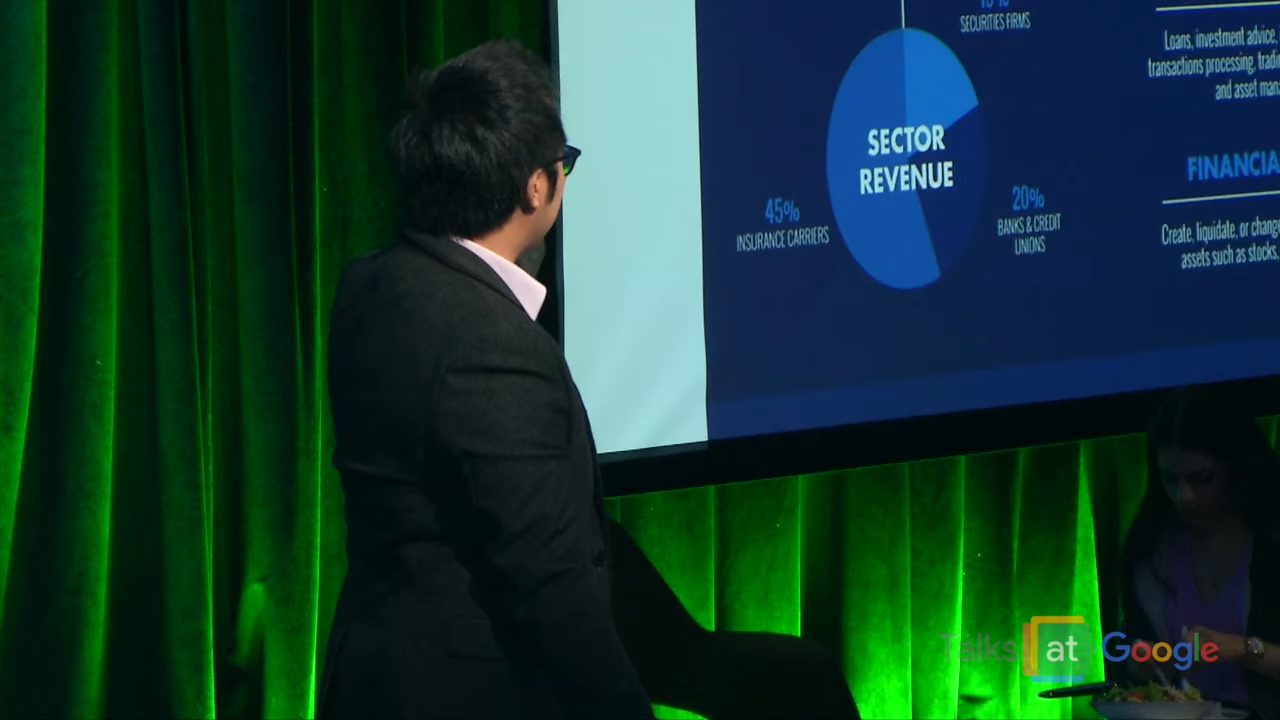 SECURITIES FIRMS
SECTOR
REVENUE
45%
INSURANCE CARRIERS
20%
BANKS & CREDIT
UNIONS
Loans, investment advice,
transactions processing, tradi
and asset man
FINANCIA
Create, liquidate, or chang
assets such as stocks,
Talks at Google